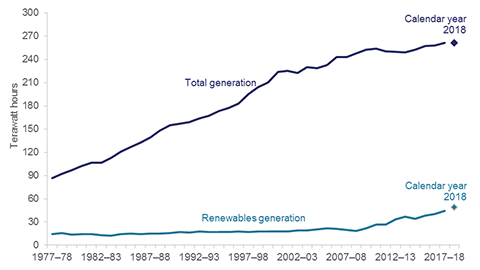 300
Calendar year
2018
270
240
210
Total generation
180
Terawatt hours
150
120
90
Calendar year
2018
60
Renewables generation
30
0
1977–78 1982–83 1987–88 1992–93 1997–98 2002–03 2007–08 2012–13 2017–18